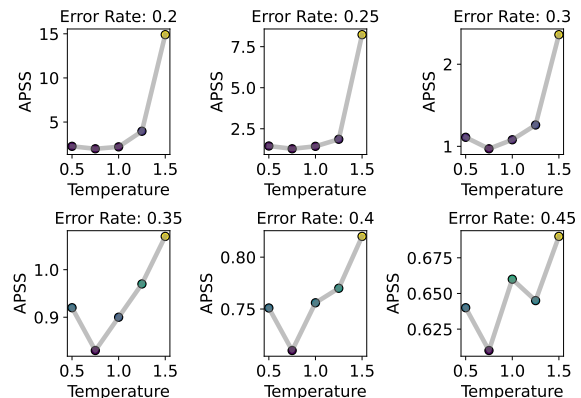 Error Rate: 0.2
15
10
5
APSS
0.5 1.0 1.5
Temperature
Error Rate: 0.25
7.5
5.0
2.5
APSS
0.5 1.0 1.5
Temperature
Error Rate: 0.3
2
1
APSS
0.5 1.0 1.5
Temperature
Error Rate: 0.35
1.0
0.9
APSS
0.5 1.0 1.5
Temperature
Error Rate: 0.4
0.80
0.75
APSS
0.5 1.0 1.5
Temperature
Error Rate: 0.45
0.675
0.650
0.625
APSS
0.5 1.0 1.5
Temperature